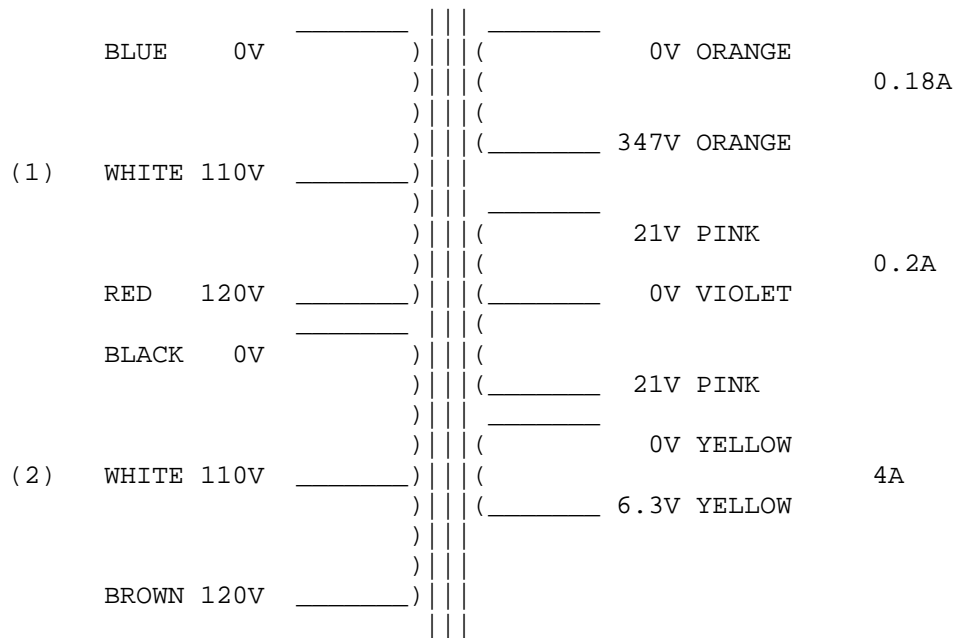 BLUE 0V 0V ORANGE
0.18A
347V ORANGE
(1) WHITE 110V
21V PINK
0.2A
RED 120V 0V VIOLET
BLACK 0V
21V PINK
0V YELLOW
(2) WHITE 110V 4A
6.3V YELLOW
BROWN 120V